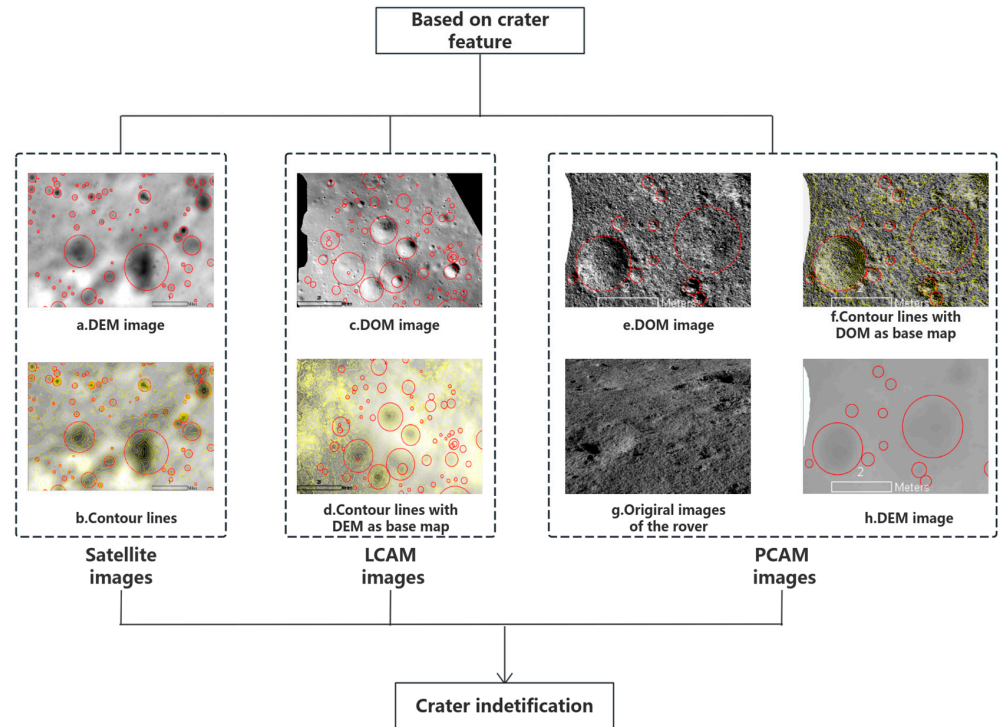 Based on crater
feature
a.DEM image
c.DOM image
e.DOM image
f.Contour lines with
DOM as base map
b.Contour lines
d.Contour lines with
DEM as base map
g.Origiral images
of the rover
2
Meters
h.DEM image
Meters
Meters
Satellite
images
LCAM
images
PCAM
images
Crater indetification